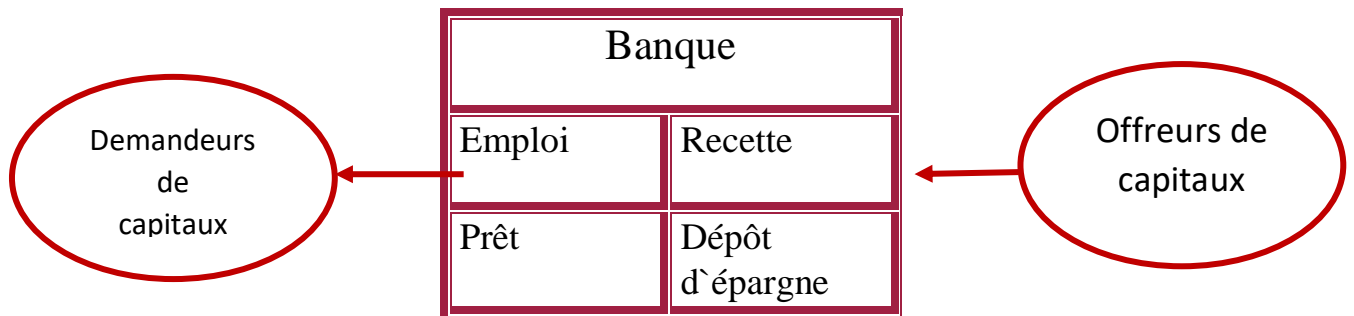 Banque
Demandeurs
de
capitaux
Emploi
Recette
Prêt
Dépôt
d`épargne
Offreurs de
capitaux